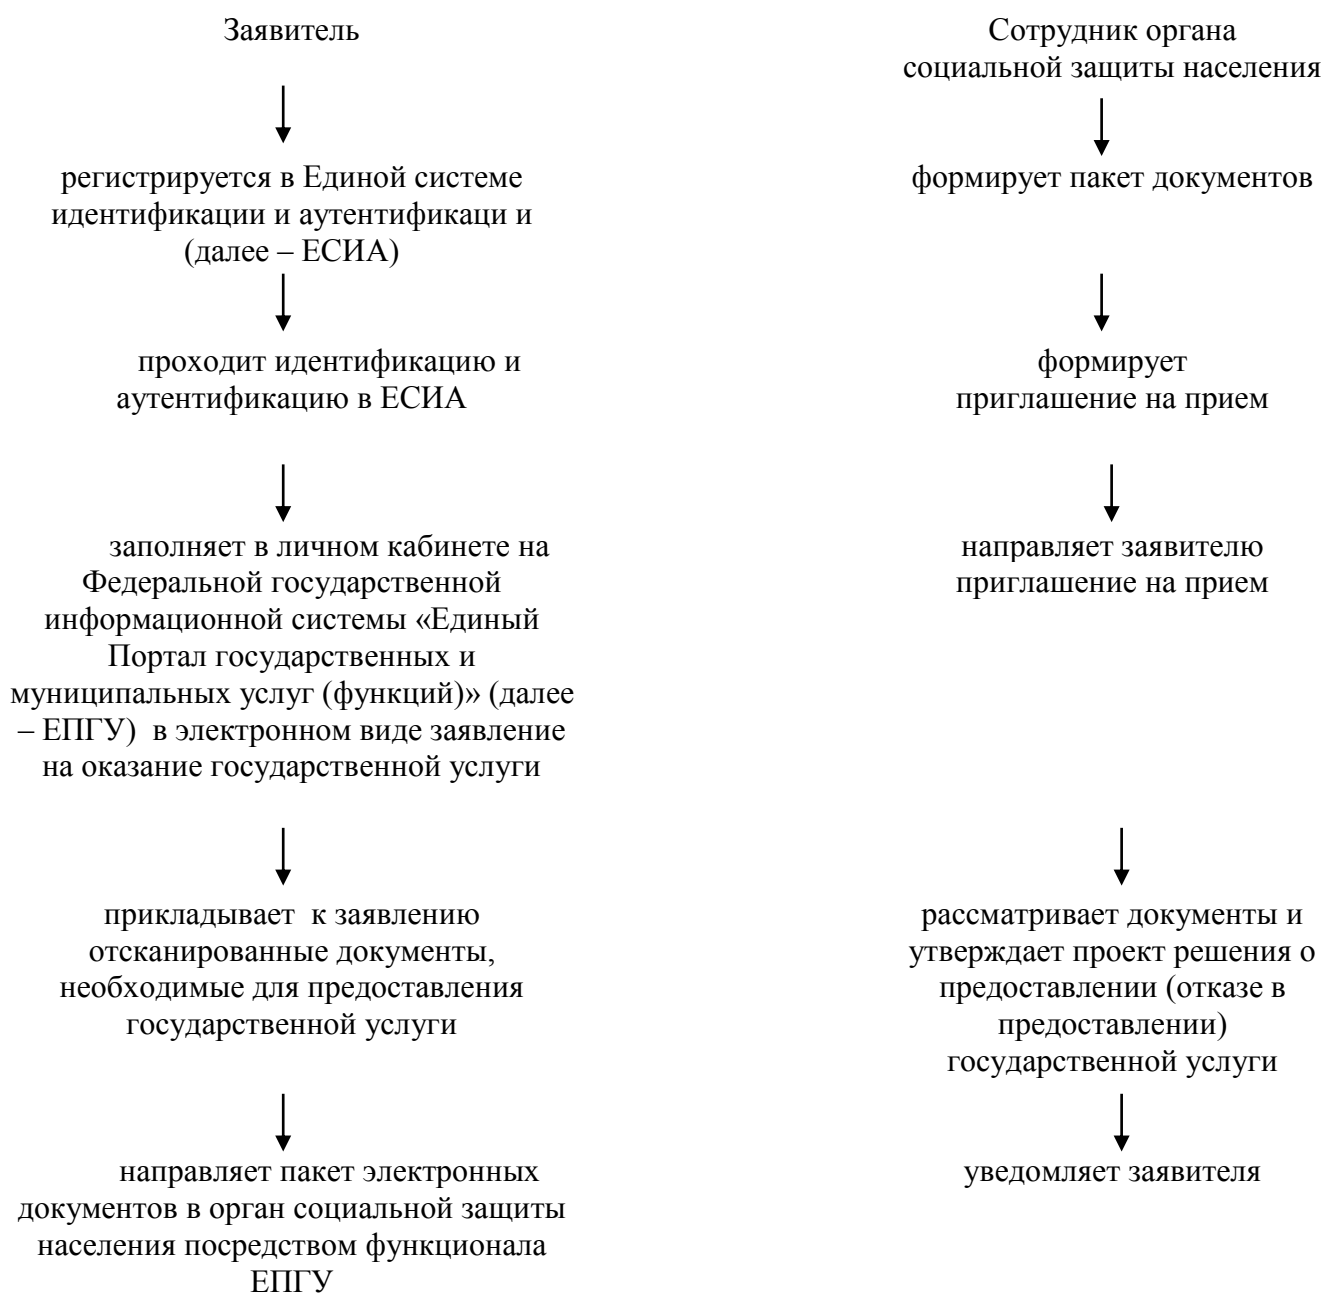 Заявитель
регистрируется в Единой системе
идентификации и аутентификаци и
(далее – ЕСИА)
проходит идентификацию и
аутентификацию в ЕСИА
заполняет в личном кабинете на
Федеральной государственной
информационной системы «Единый
Портал государственных и
муниципальных услуг (функций)» (далее
– ЕПГУ) в электронном виде заявление
на оказание государственной услуги
прикладывает к заявлению
отсканированные документы,
необходимые для предоставления
государственной услуги
направляет пакет электронных
документов в орган социальной защиты
населения посредством функционала
ЕПГУ
Сотрудник органа
социальной защиты населения
формирует пакет документов
формирует
приглашение на прием
направляет заявителю
приглашение на прием
рассматривает документы и
утверждает проект решения о
предоставлении (отказе в
предоставлении)
государственной услуги
уведомляет заявителя